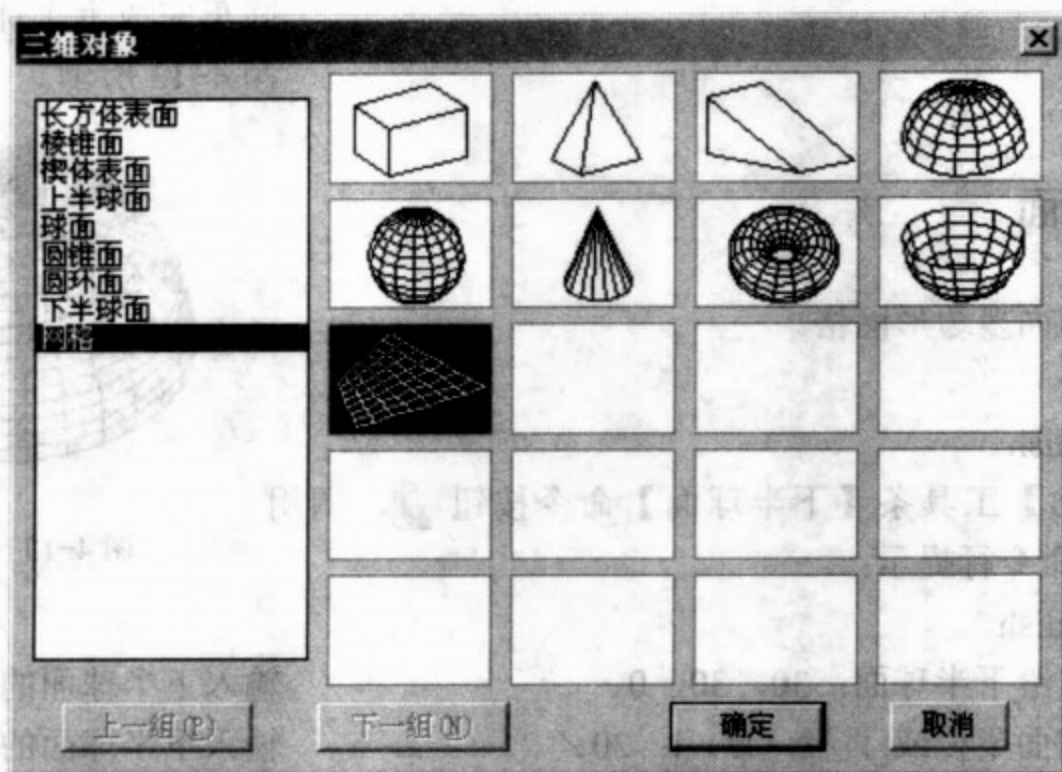 三维对象
长方体表面
棱锥面
楔体表面
上半球面
球面
圆锥面
圆环面
下半球面
网格
上一组(P)
下一组(N)
确定
取消